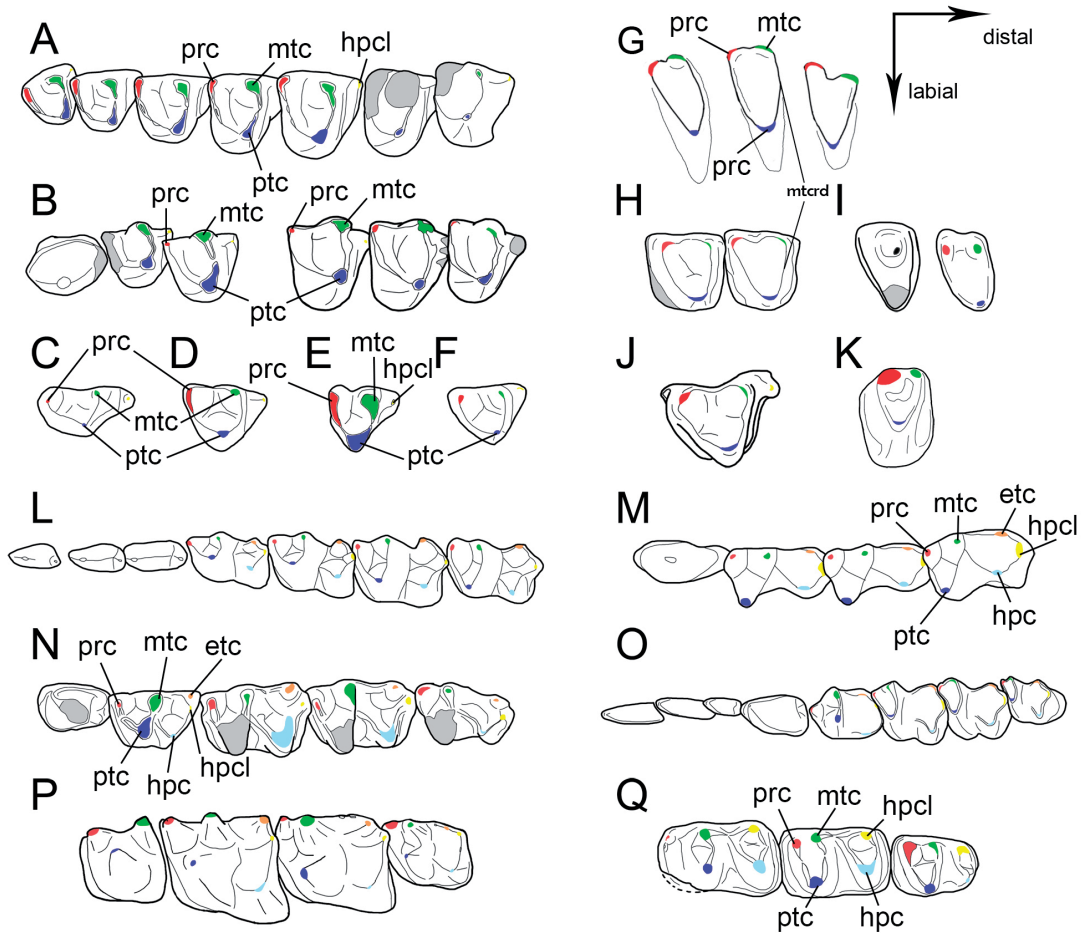 A
prc
mtc
hpcl
ptc
G
prc
mtc
distal
labial
prc
mtcrd
B
prc
mtc
prc
mtc
ptc
H
I
C
prc
D
E
mtc
F
prc
hpcl
mtc
ptc
ptc
J
K
L
M
prc
mtc
etc
hpcl
ptc
hpc
N
prc
mtc
etc
ptc
hpc
hpcl
O
P
Q
prc
mtc
hpcl
ptc
hpc